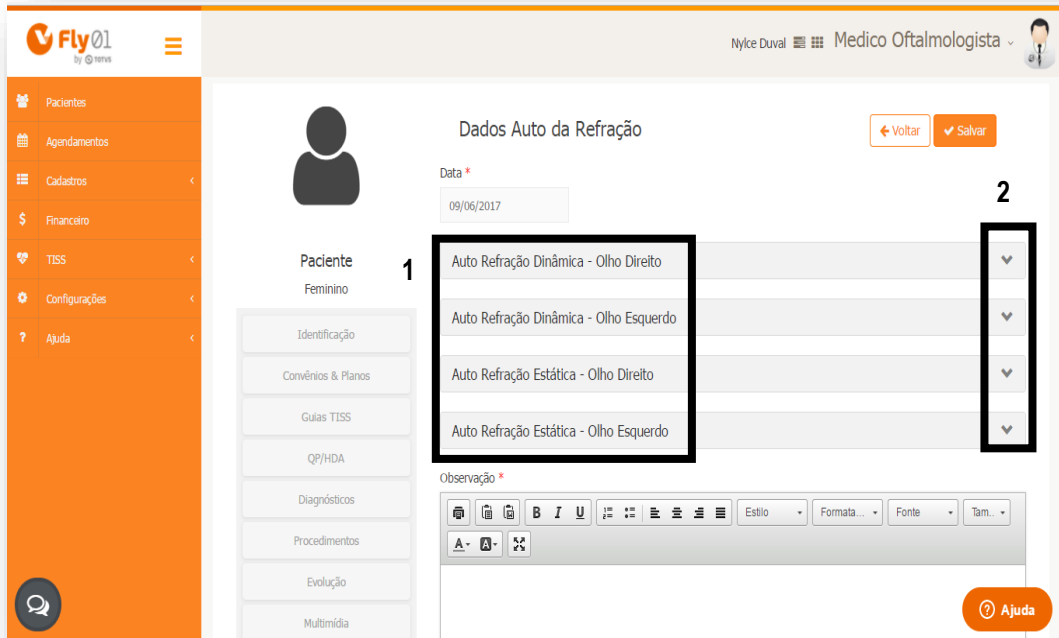 Fly01
by TOTVS
Nylce Duval
Medico Oftalmologista
Pacientes
Agendamentos
Cadastros
Financeiro
TISS
Configurações
Ajuda
Paciente
Feminino
Identificação
Convênios & Planos
Guias TISS
QP/HDA
Diagnósticos
Procedimentos
Evolução
Multimídia
Dados Auto da Refração
Voltar
Salvar
Data *
09/06/2017
1
2
Auto Refração Dinâmica - Olho Direito
Auto Refração Dinâmica - Olho Esquerdo
Auto Refração Estática - Olho Direito
Auto Refração Estática - Olho Esquerdo
Observação *
B I U Estilo Formata... Fonte Tam...
A A
? Ajuda